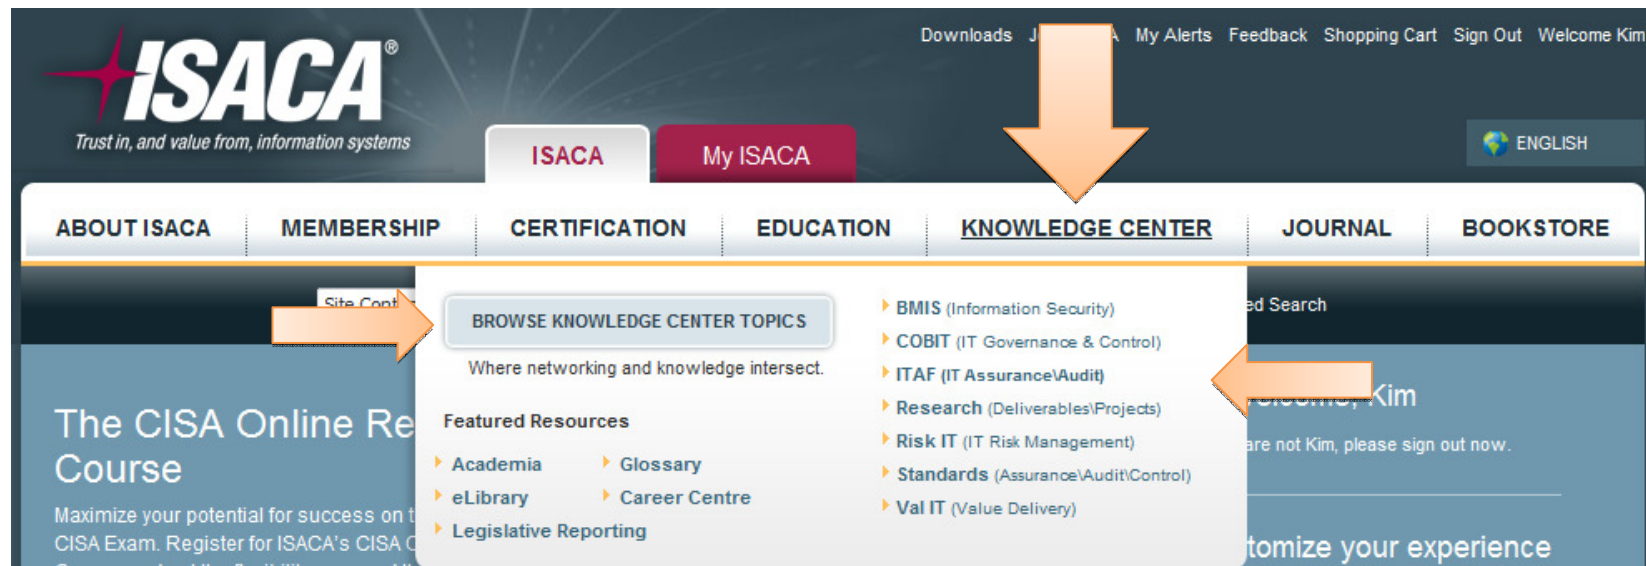 Downloads My Alerts Feedback Shopping Cart Sign Out Welcome Kim
ISACA®
Trust in, and value from, information systems
ISACA My ISACA
ENGLISH
ABOUT ISACA MEMBERSHIP CERTIFICATION EDUCATION KNOWLEDGE CENTER JOURNAL BOOKSTORE
Site Search
BROWSE KNOWLEDGE CENTER TOPICS
Where networking and knowledge intersect.
Featured Resources
Academia Glossary
eLibrary Career Centre
Legislative Reporting
BMIS (Information Security)
COBIT (IT Governance & Control)
ITAF (IT Assurance\Audit)
Research (Deliverables\Projects)
Risk IT (IT Risk Management)
Standards (Assurance\Audit\Control)
Val IT (Value Delivery)
The CISA Online Re
Course
Maximize your potential for success on t
CISA Exam. Register for ISACA's CISA
Kim
are not Kim, please sign out now.
tomize your experience